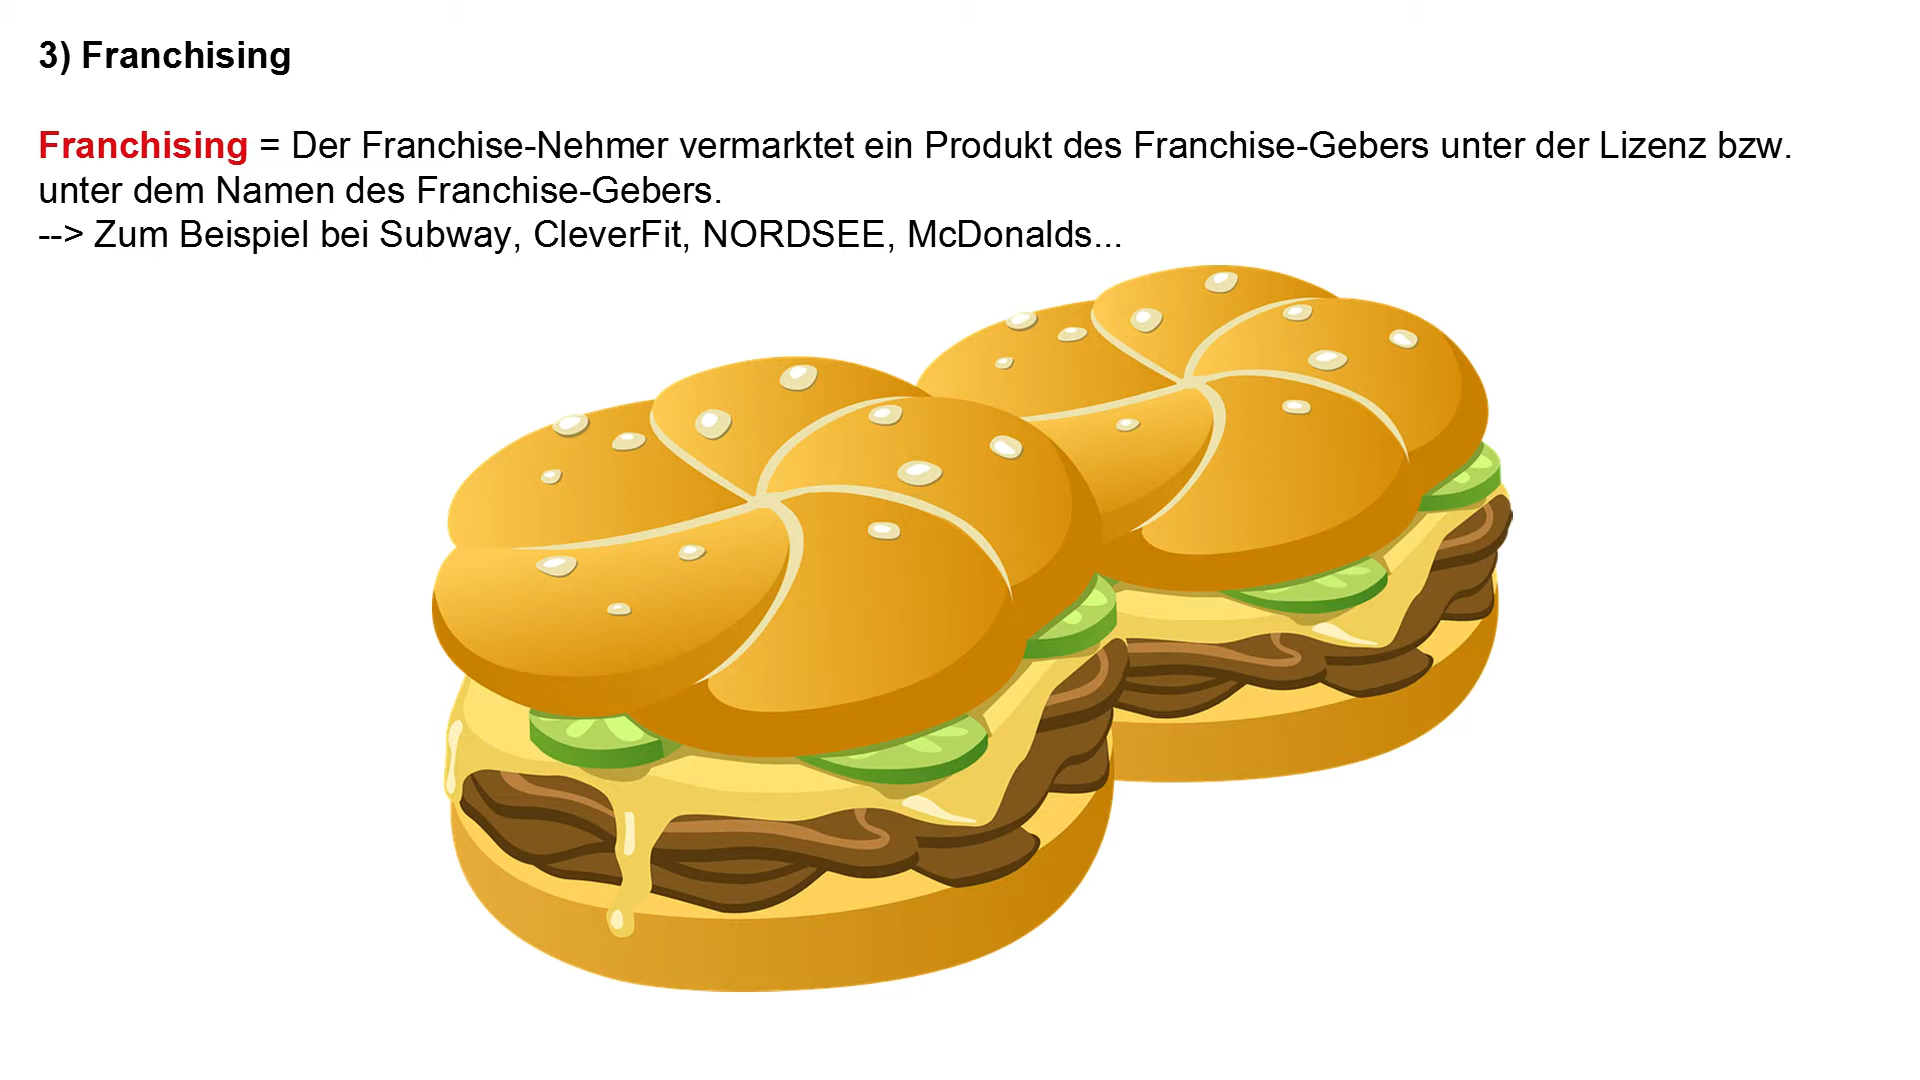 3) Franchising
Franchising = Der Franchise-Nehmer vermarktet ein Produkt des Franchise-Gebers unter der Lizenz bzw.
unter dem Namen des Franchise-Gebers.
--> Zum Beispiel bei Subway, CleverFit, NORDSEE, McDonalds...